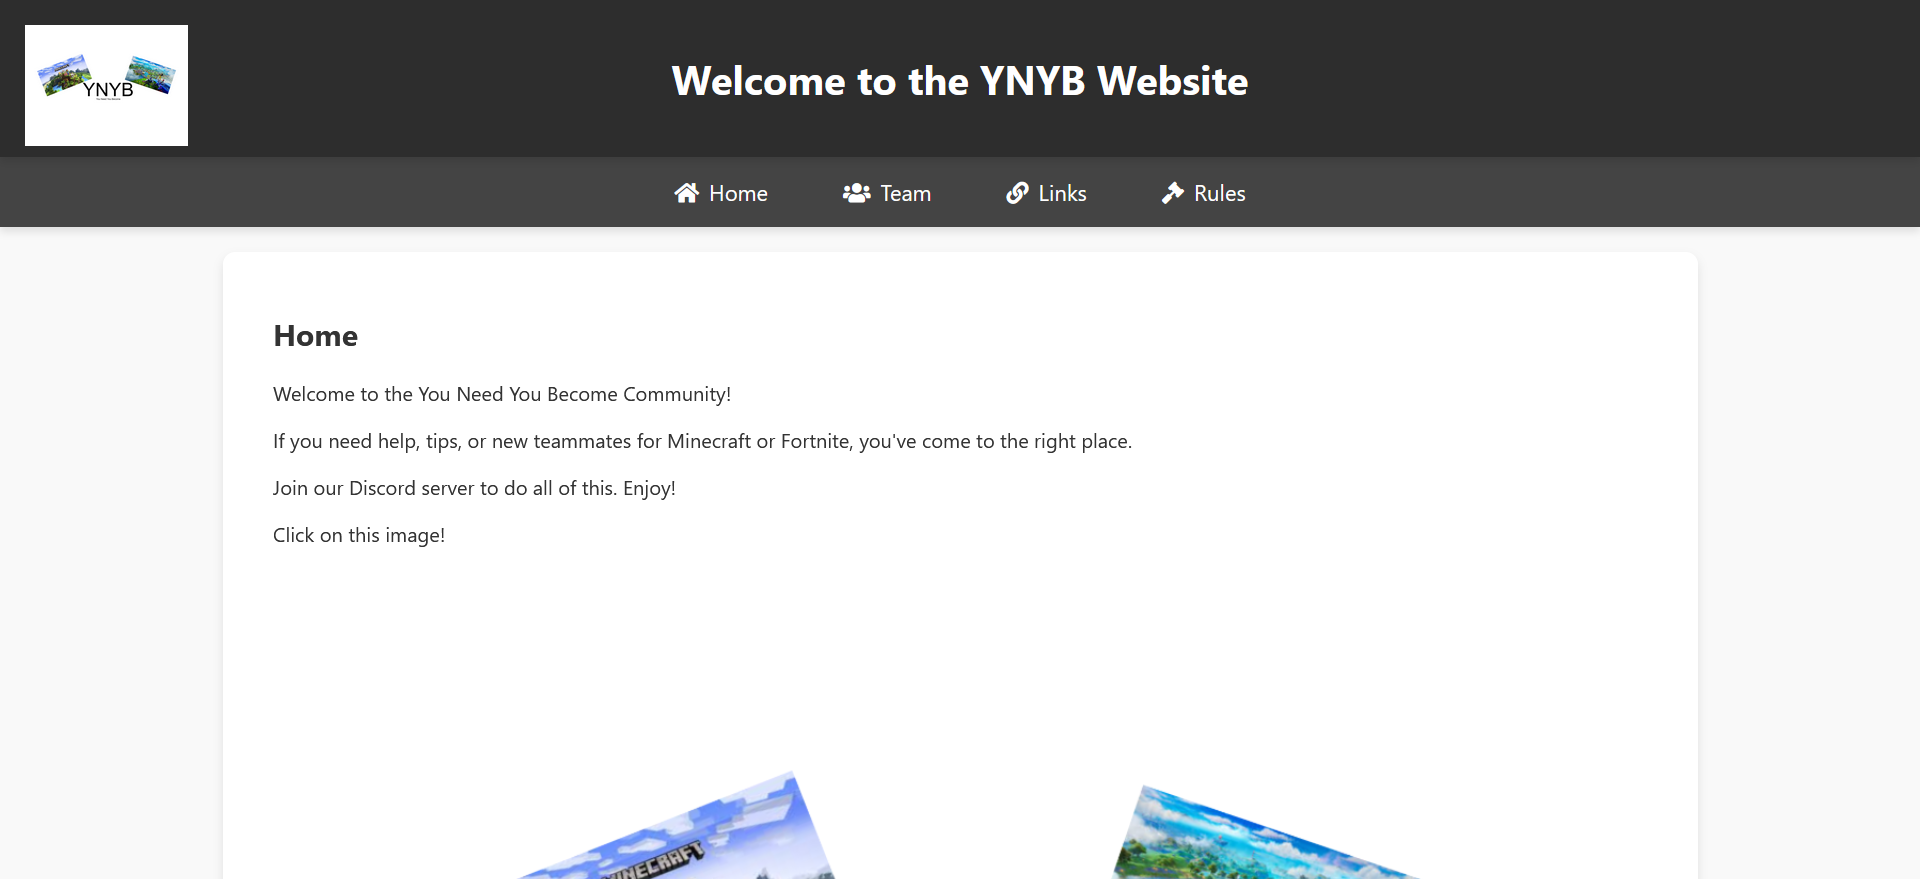 YNYB
Welcome to the YNYB Website
Home
Team
Links
Rules
Home
Welcome to the You Need You Become Community!
If you need help, tips, or new teammates for Minecraft or Fortnite, you've come to the right place.
Join our Discord server to do all of this. Enjoy!
Click on this image!
MINECRAFT